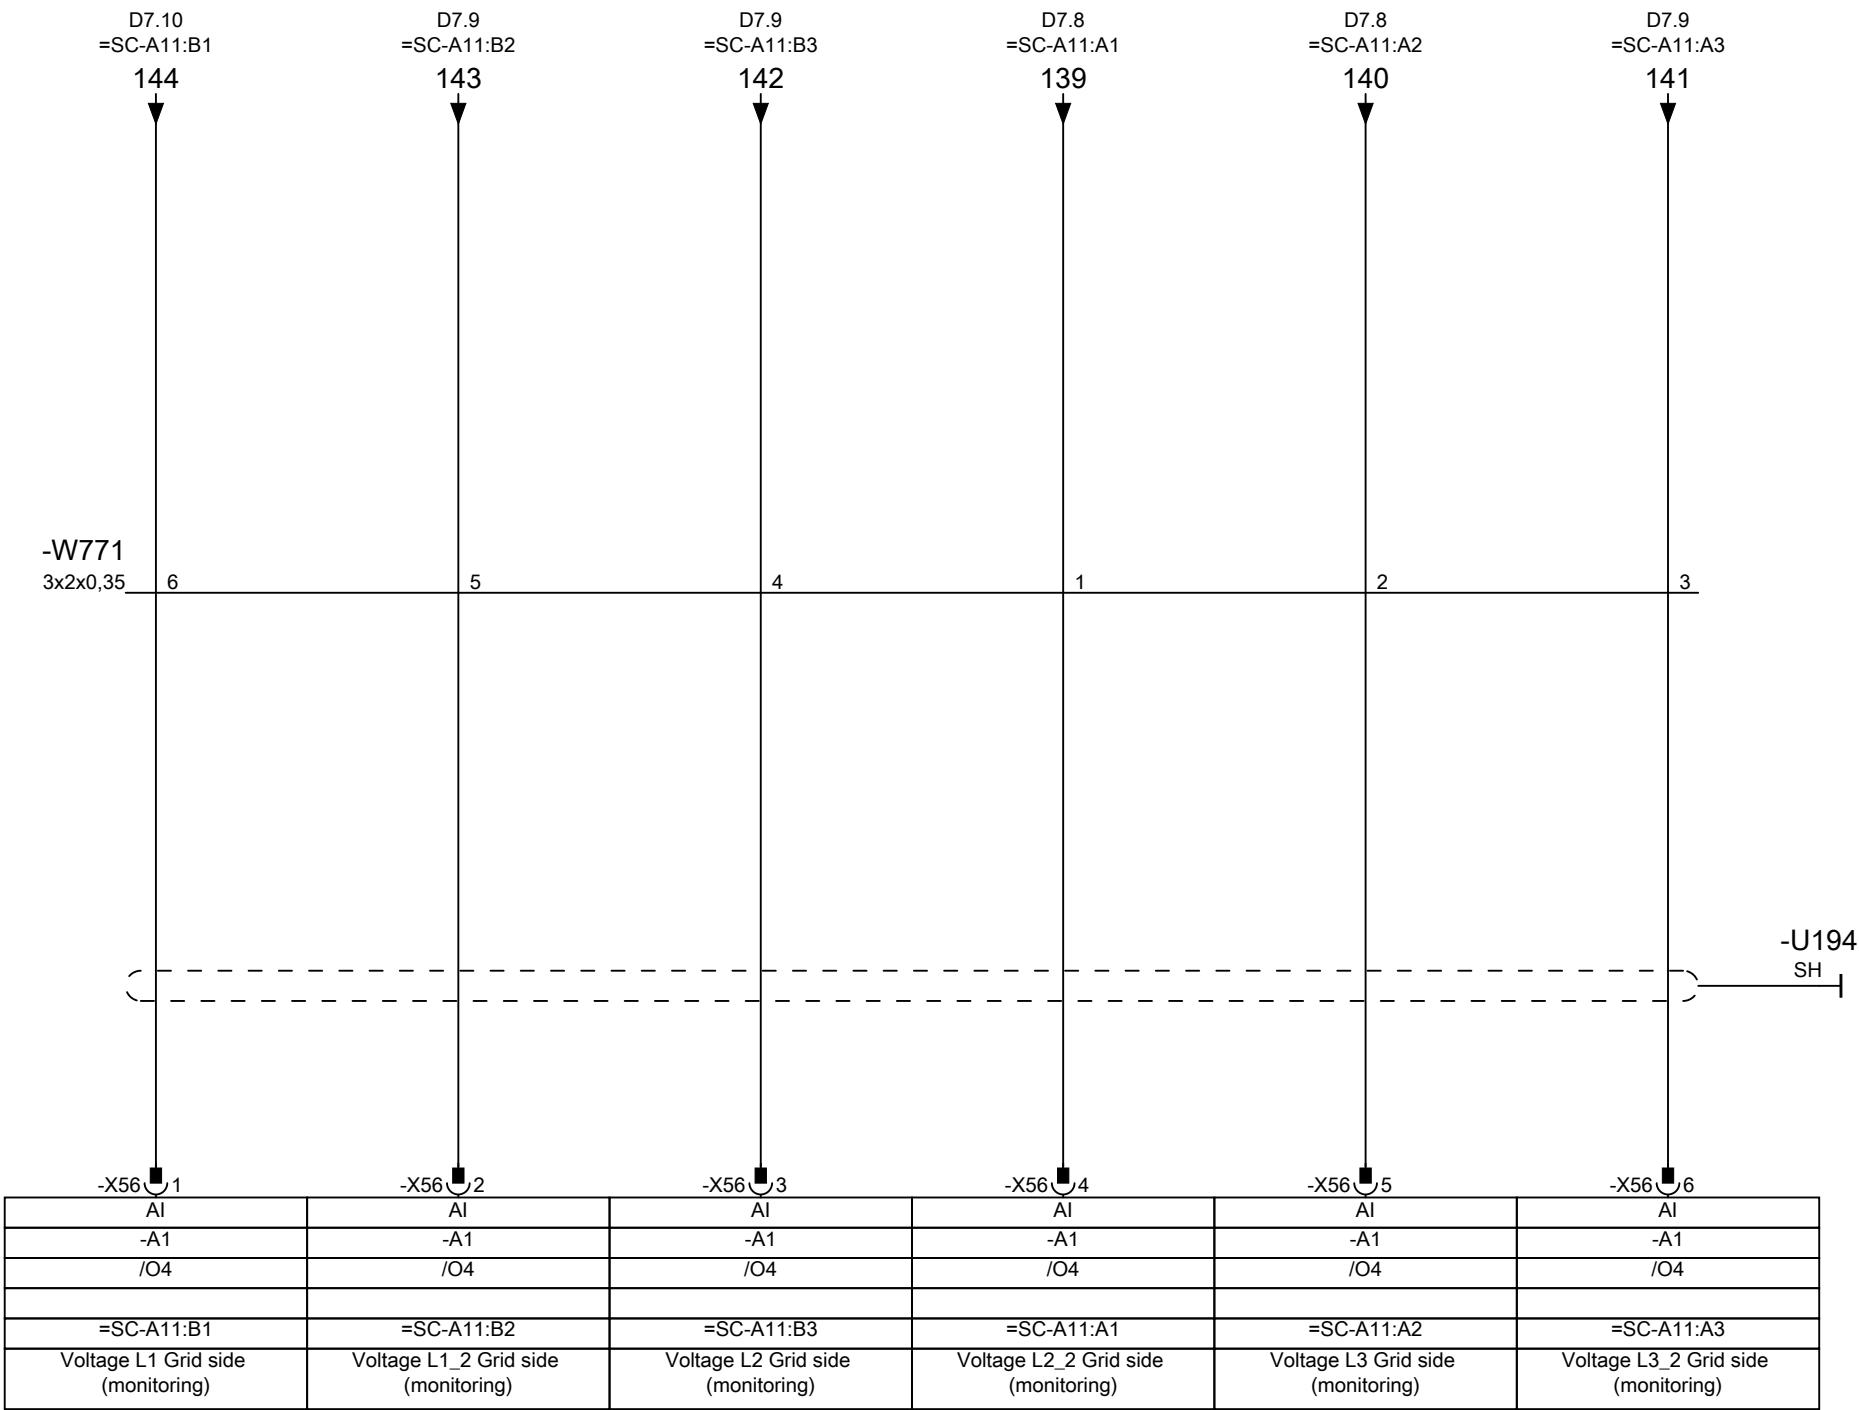 D7.10 D7.9 D7.9 D7.8 D7.8 D7.9
=SC-A11:B1 =SC-A11:B2 =SC-A11:B3 =SC-A11:A1 =SC-A11:A2 =SC-A11:A3
144 143 142 139 140 141
-W771
3x2x0,35 6 5 4 1 2 3
-U194
SH
-X56 1 -X56 2 -X56 3 -X56 4 -X56 5 -X56 6
AI AI AI AI AI AI
-A1 -A1 -A1 -A1 -A1 -A1
/O4 /O4 /O4 /O4 /O4 /O4
=SC-A11:B1 =SC-A11:B2 =SC-A11:B3 =SC-A11:A1 =SC-A11:A2 =SC-A11:A3
Voltage L1 Grid side Voltage L1_2 Grid side Voltage L2 Grid side Voltage L2_2 Grid side Voltage L3 Grid side Voltage L3_2 Grid side
(monitoring) (monitoring) (monitoring) (monitoring) (monitoring) (monitoring)